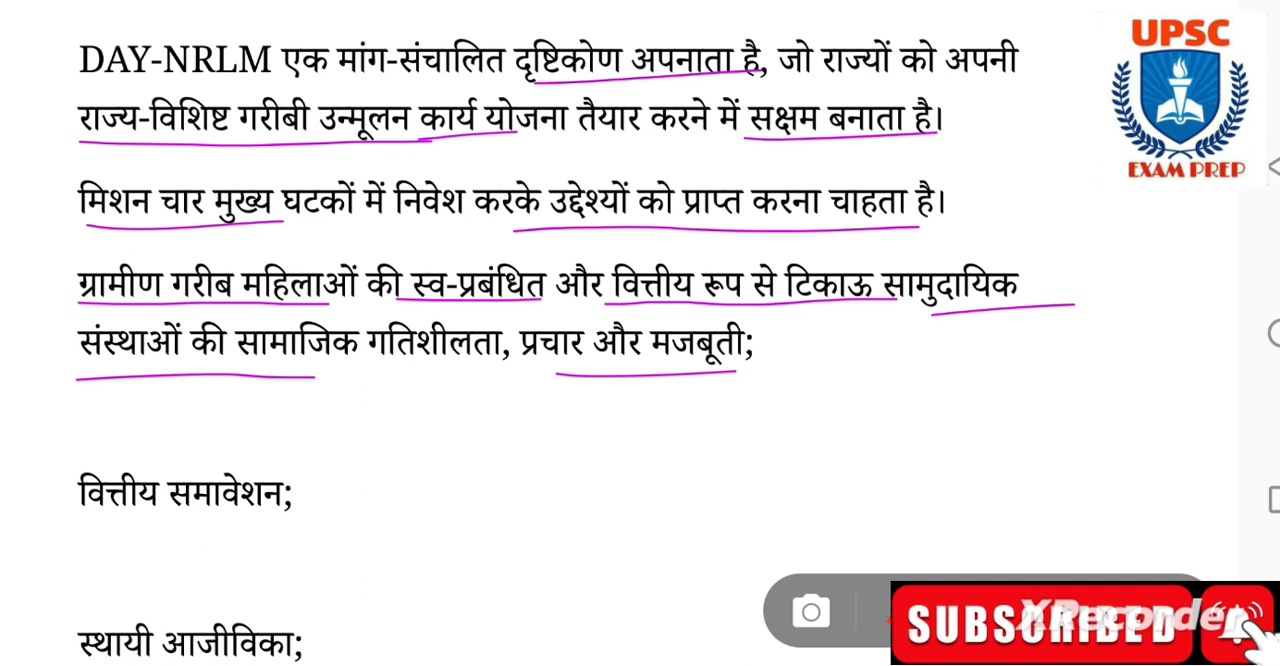 DAY-NRLM एक मांग-संचालित दृष्टिकोण अपनाता है, जो राज्यों को अपनी
राज्य-विशिष्ट गरीबी उन्मूलन कार्य योजना तैयार करने में सक्षम बनाता है।
मिशन चार मुख्य घटकों में निवेश करके उद्देश्यों को प्राप्त करना चाहता है।
ग्रामीण गरीब महिलाओं की स्व-प्रबंधित और वित्तीय रूप से टिकाऊ सामुदायिक
संस्थाओं की सामाजिक गतिशीलता, प्रचार और मजबूती;
वित्तीय समावेशन;
स्थायी आजीविका;
UPSC
EXAM PREP
SUBSCRIBED
XRecorder